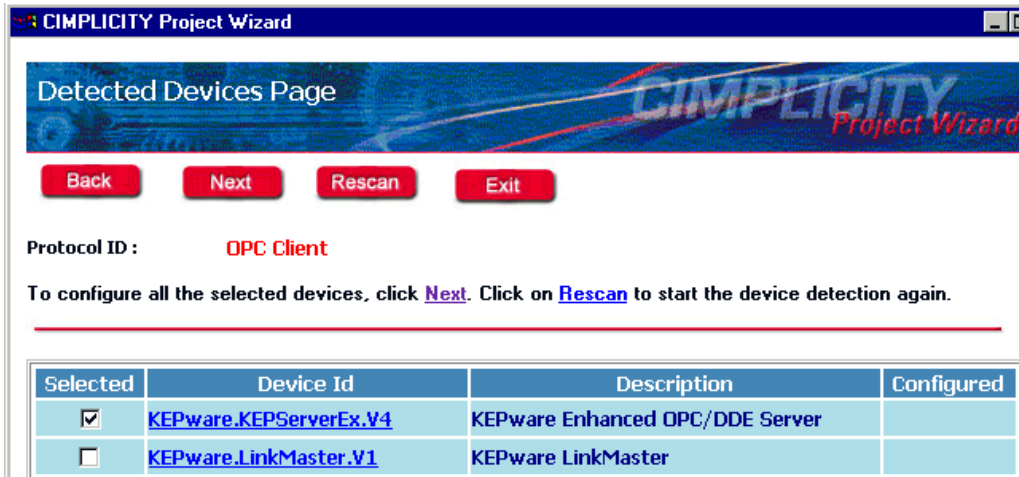 CIMPLICITY Project Wizard
Detected Devices Page
CIMPLICITY
Project Wizard
Back Next Rescan Exit
Protocol ID : OPC Client
To configure all the selected devices, click Next. Click on Rescan to start the device detection again.
Selected Device Id Description Configured
KEPware.KEPServerEx.V4 KEPware Enhanced OPC/DDE Server
KEPware.LinkMaster.V1 KEPware LinkMaster